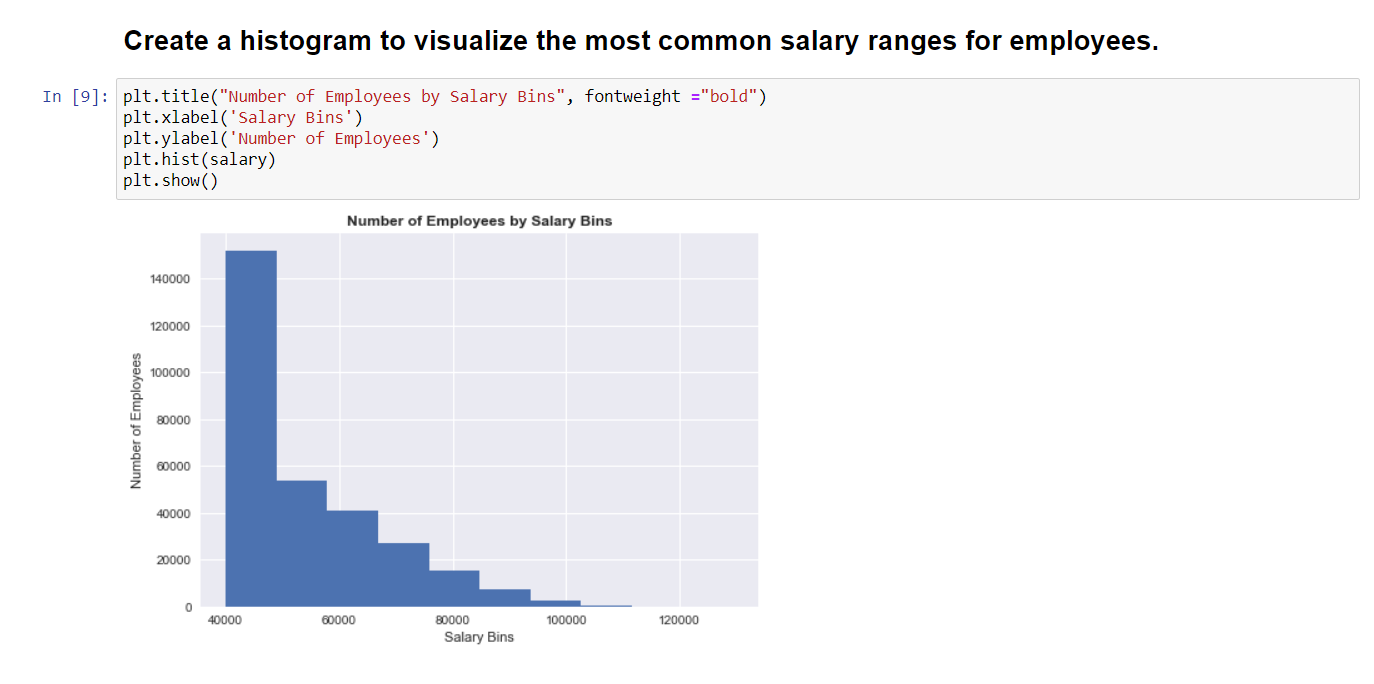 Create a histogram to visualize the most common salary ranges for employees.
In [9]:
plt.title("Number of Employees by Salary Bins", fontweight ="bold")
plt.xlabel('Salary Bins')
plt.ylabel('Number of Employees')
plt.hist(salary)
plt.show()
Number of Employees by Salary Bins
Number of Employees
140000
120000
100000
80000
60000
40000
20000
0
40000 60000 80000 100000 120000
Salary Bins